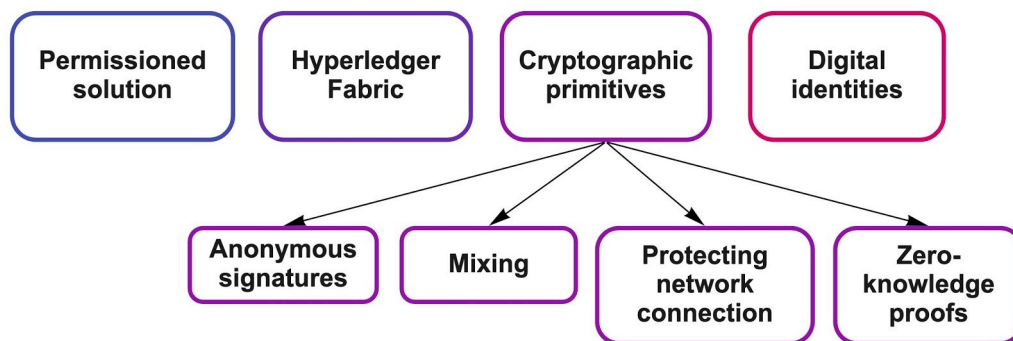 Permissioned
solution
Hyperledger
Fabric
Cryptographic
primitives
Digital
identities
Anonymous
signatures
Mixing
Protecting
network
connection
Zero-
knowledge
proofs